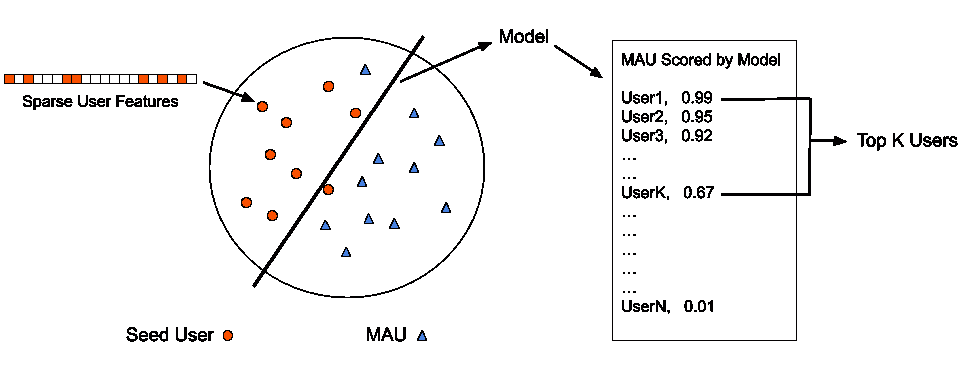 Sparse User Features
Model
MAU Scored by Model
User1, 0.99
User2, 0.95
User3, 0.92
...
...
UserK, 0.67
...
...
...
...
...
UserN, 0.01
Top K Users
Seed User
MAU